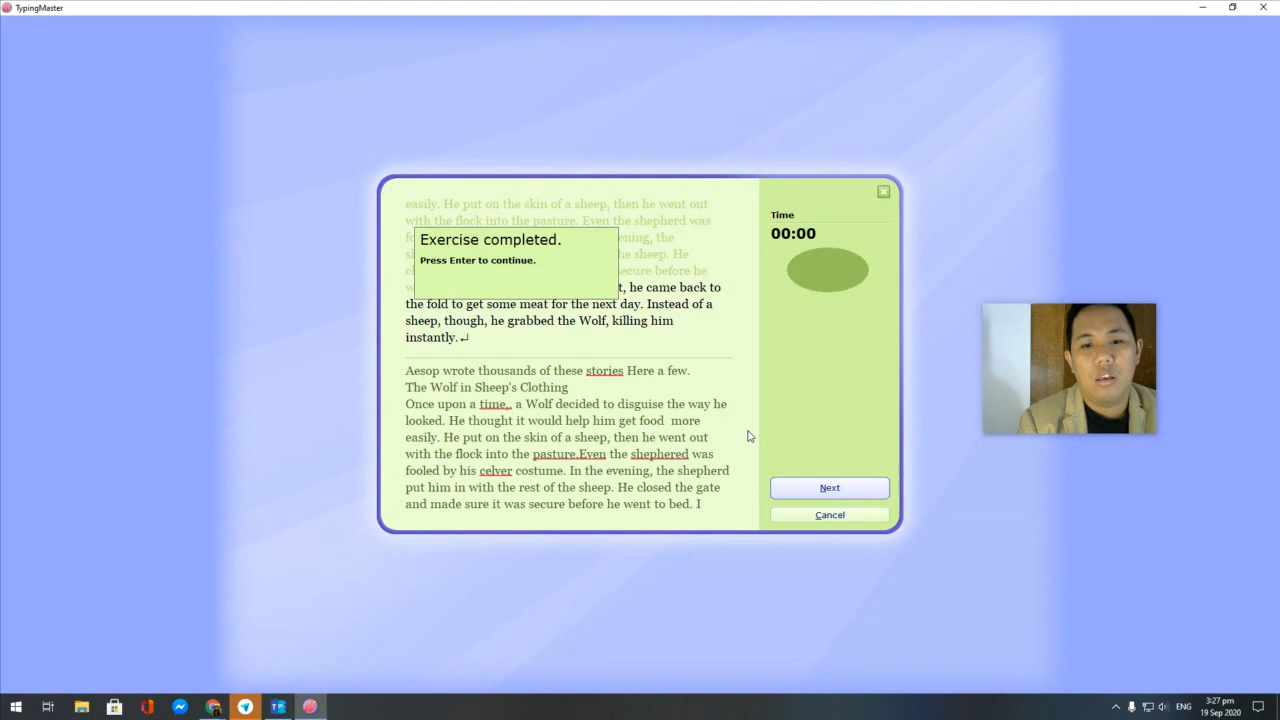 TypingMaster
easily. He put on the skin of a sheep, then he went out
with the flock into the pasture. Even the shepherd was
Exercise completed.
Press Enter to continue.
ening, the
the sheep. He
secure before he
t, he came back to
the fold to get some meat for the next day. Instead of a
sheep, though, he grabbed the Wolf, killing him
instantly.↵
Aesop wrote thousands of these stories Here a few.
The Wolf in Sheep's Clothing
Once upon a time,. a Wolf decided to disguise the way he
looked. He thought it would help him get food  more
easily. He put on the skin of a sheep, then he went out
with the flock into the pasture.Even the shephered was
fooled by his celver costume. In the evening, the shepherd
put him in with the rest of the sheep. He closed the gate
and made sure it was secure before he went to bed. I
Time
00:00
Next
Cancel
ENG
3:27 pm
19 Sep 2020